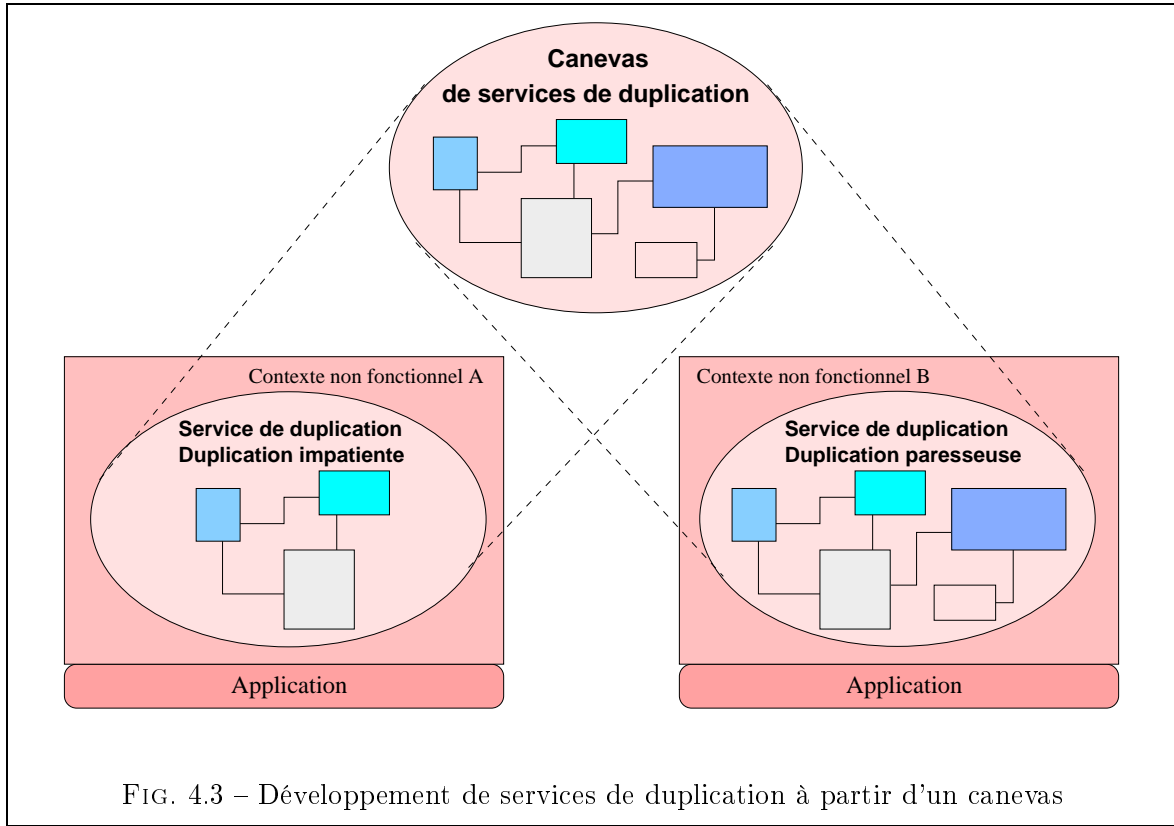 Canevas
de services de duplication
Contexte non fonctionnel A
Service de duplication
Duplication impatiente
Application
Contexte non fonctionnel B
Service de duplication
Duplication paresseuse
Application
FIG. 4.3 – Développement de services de duplication à partir d'un canevas